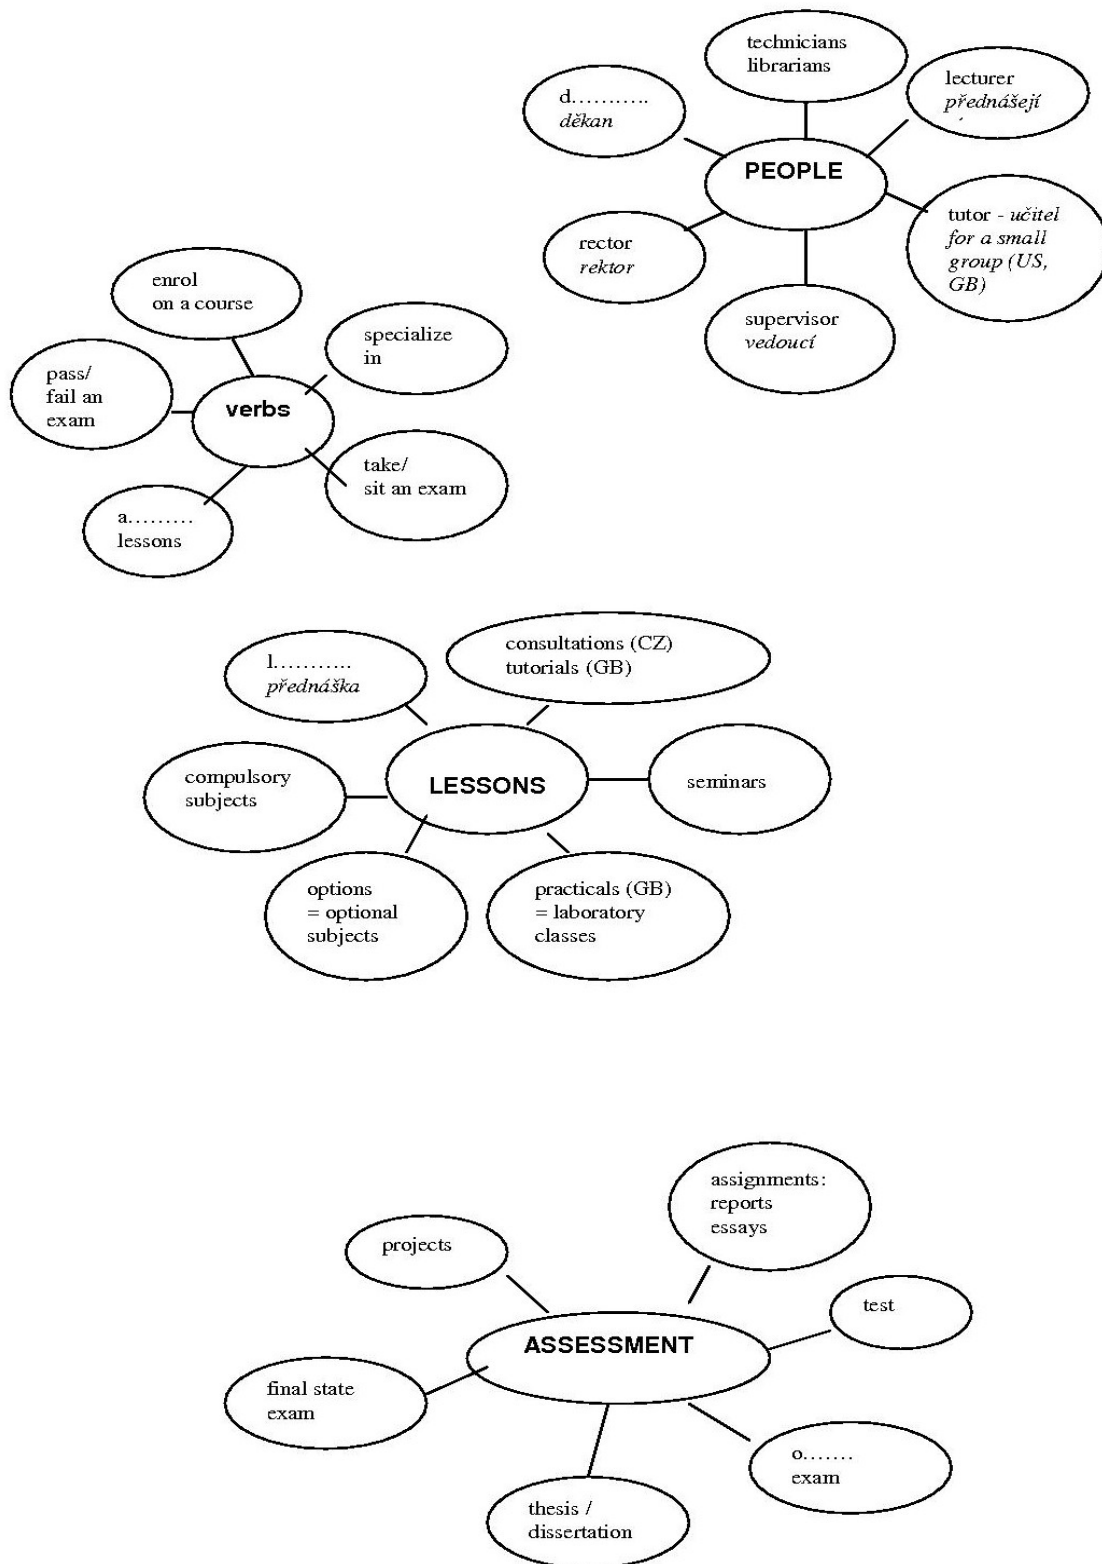 technicians
librarians
lecturer
přednášejí
d...........
děkan
PEOPLE
tutor - učitel
for a small
group (US,
GB)
rector
rektor
supervisor
vedoucí
enrol
on a course
specialize
in
pass/
fail an
exam
verbs
take/
sit an exam
a.........
lessons
l...........
přednáška
consultations (CZ)
tutorials (GB)
compulsory
subjects
LESSONS
seminars
options
= optional
subjects
practicals (GB)
= laboratory
classes
assignments:
reports
essays
projects
test
ASSESSMENT
final state
exam
o.......
exam
thesis /
dissertation